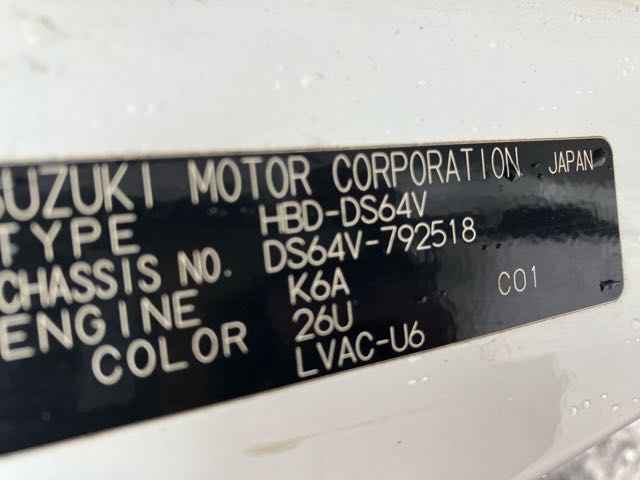 SUZUKI MOTOR CORPORATION JAPAN
TYPE HBD-DS64V
CHASSIS NO. DS64V-792518
ENGINE K6A C01
COLOR 26U
LVAC-U6